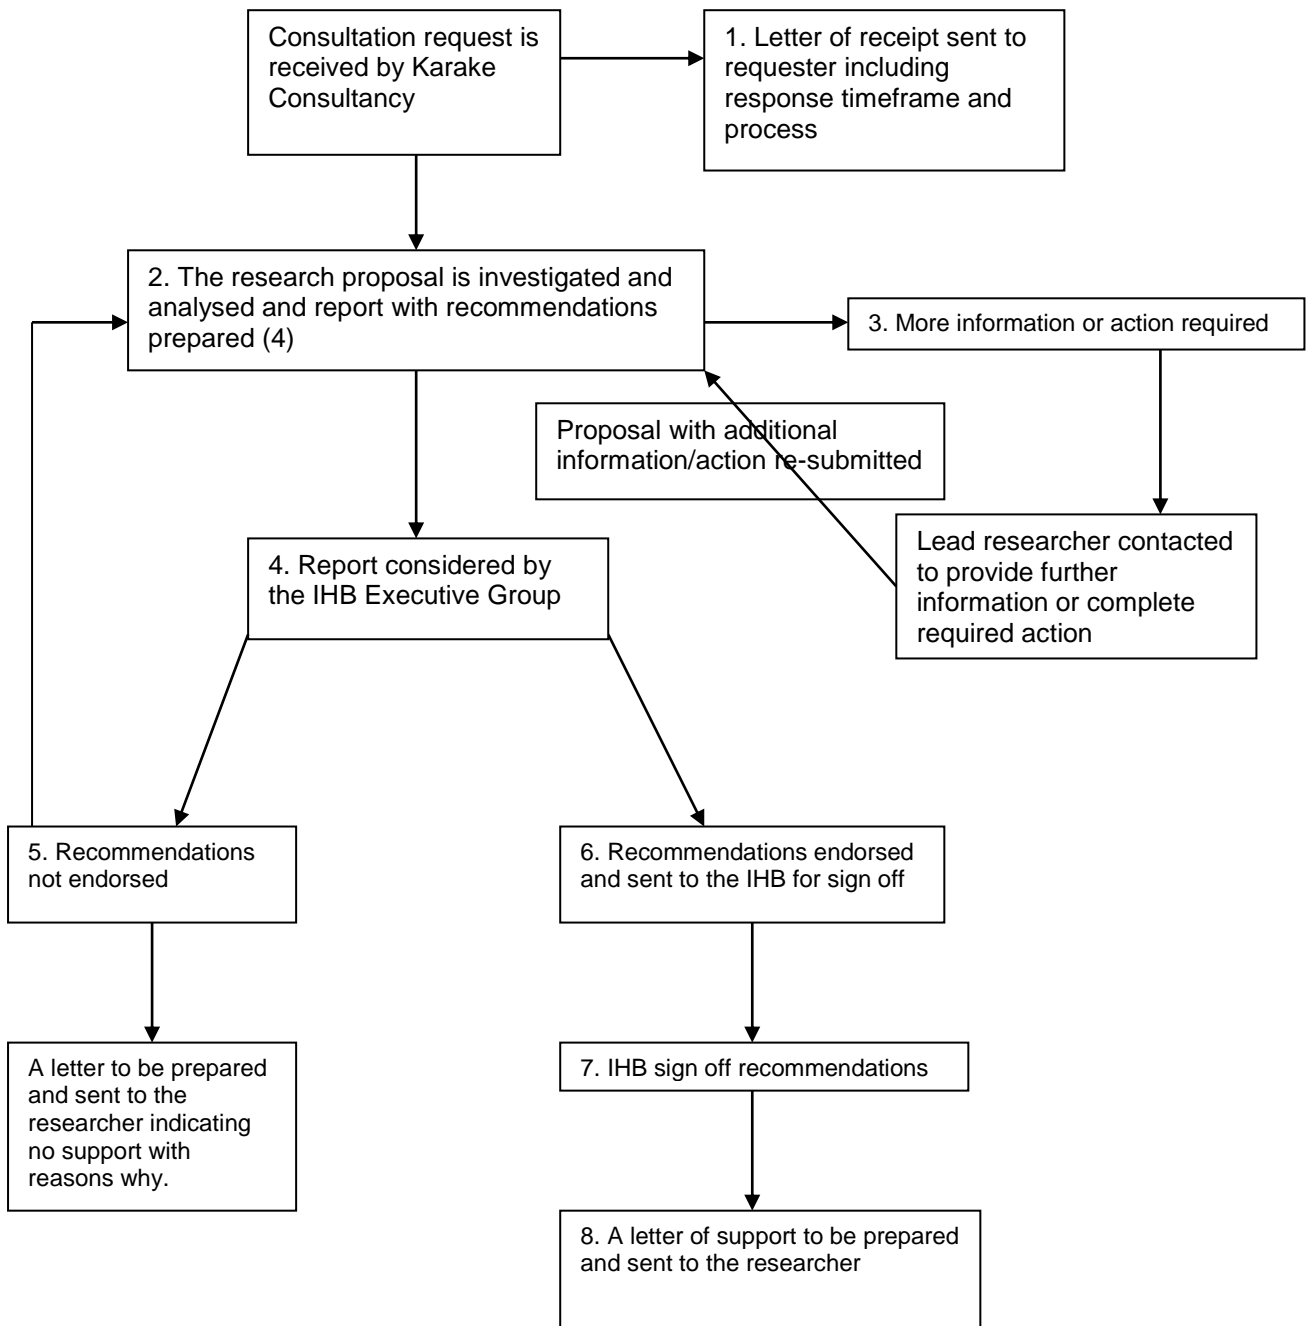 Consultation request is
received by Karake
Consultancy
1. Letter of receipt sent to
requester including
response timeframe and
process
2. The research proposal is investigated and
analysed and report with recommendations
prepared (4)
3. More information or action required
Proposal with additional
information/action re-submitted
Lead researcher contacted
to provide further
information or complete
required action
4. Report considered by
the IHB Executive Group
5. Recommendations
not endorsed
6. Recommendations endorsed
and sent to the IHB for sign off
A letter to be prepared
and sent to the
researcher indicating
no support with
reasons why.
7. IHB sign off recommendations
8. A letter of support to be prepared
and sent to the researcher